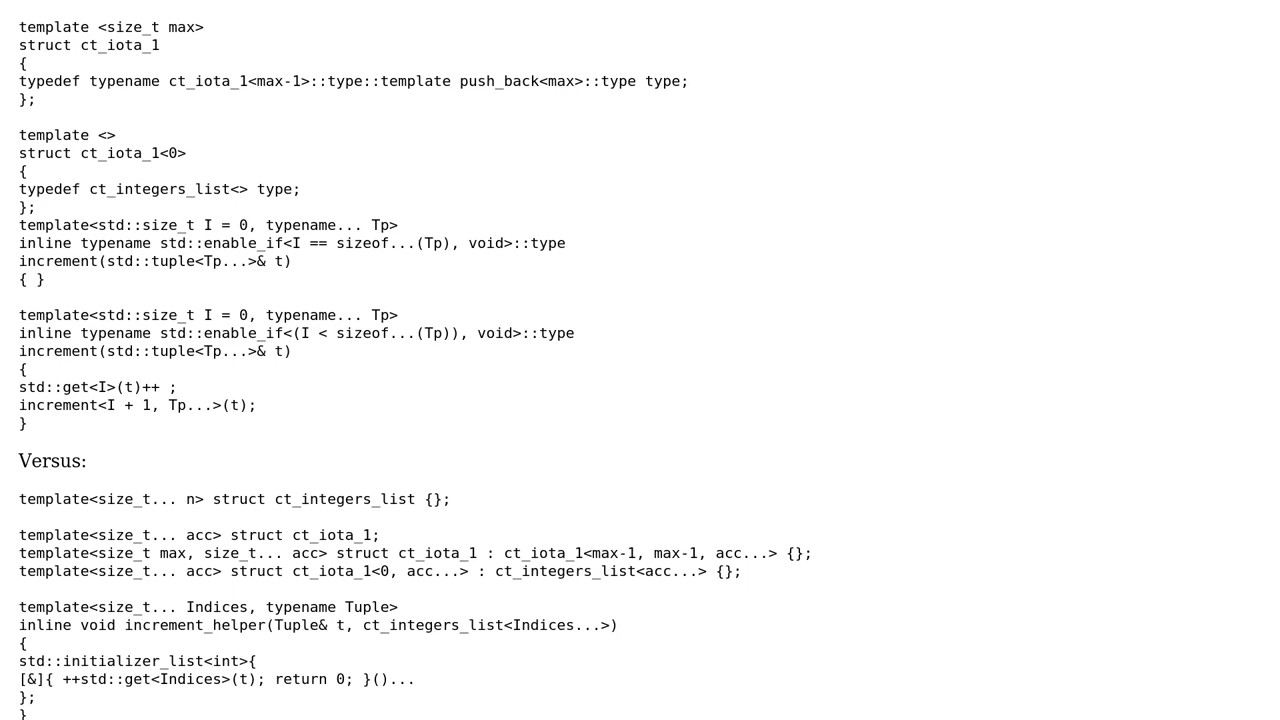 template <size_t max>
struct ct_iota_1
{
typedef typename ct_iota_1<max-1>::type::template push_back<max>::type type;
};
template <>
struct ct_iota_1<0>
{
typedef ct_integers_list<> type;
};
template<std::size_t I = 0, typename... Tp>
inline typename std::enable_if<I == sizeof...(Tp), void>::type
increment(std::tuple<Tp...>& t)
{ }
template<std::size_t I = 0, typename... Tp>
inline typename std::enable_if<(I < sizeof...(Tp)), void>::type
increment(std::tuple<Tp...>& t)
{
std::get<I>(t)++ ;
increment<I + 1, Tp...>(t);
}
Versus:
template<size_t... n> struct ct_integers_list {};
template<size_t... acc> struct ct_iota_1;
template<size_t max, size_t... acc> struct ct_iota_1 : ct_iota_1<max-1, max-1, acc...> {};
template<size_t... acc> struct ct_iota_1<0, acc...> : ct_integers_list<acc...> {};
template<size_t... Indices, typename Tuple>
inline void increment_helper(Tuple& t, ct_integers_list<Indices...>)
{
std::initializer_list<int>{
[&]{ ++std::get<Indices>(t); return 0; }()...
};
}